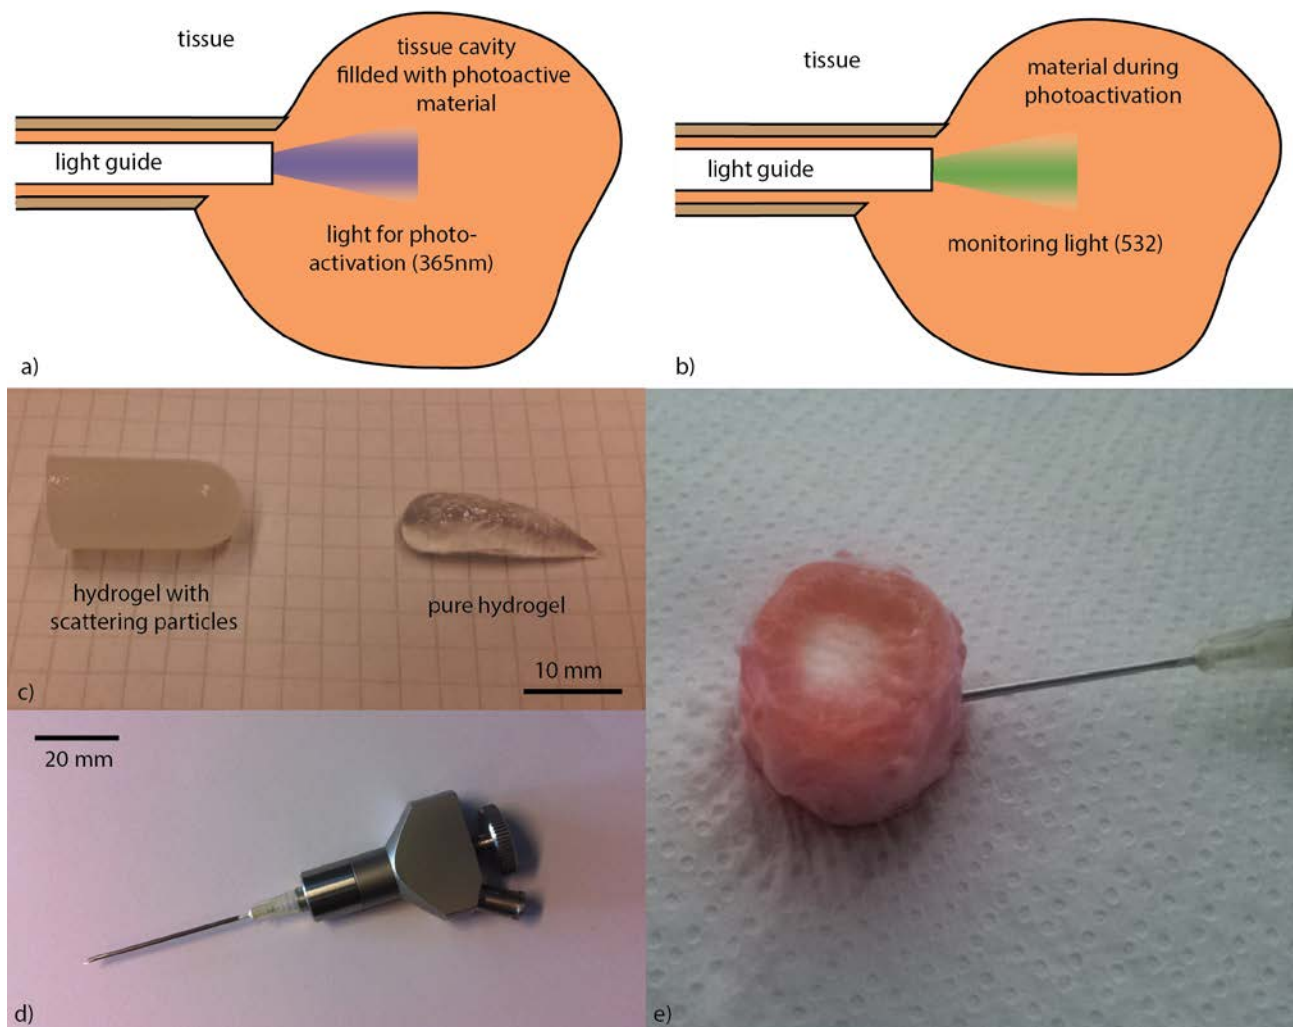 tissue
tissue cavity
fillded with photoactive
material
light guide
light for photo-
activation (365nm)
a)
tissue
material during
photoactivation
light guide
monitoring light (532)
b)
hydrogel with
scattering particles
pure hydrogel
10 mm
c)
20 mm
d)
e)